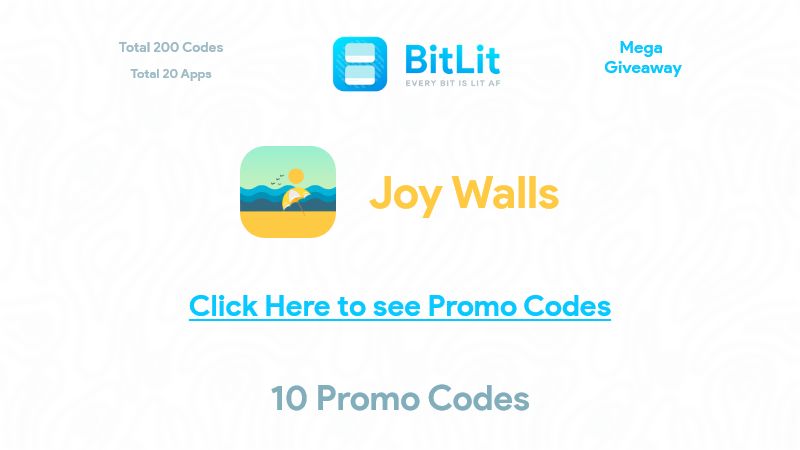 Total 200 Codes
Total 20 Apps
BitLit
EVERY BIT IS LIT AF
Mega
Giveaway
Joy Walls
Click Here to see Promo Codes
10 Promo Codes